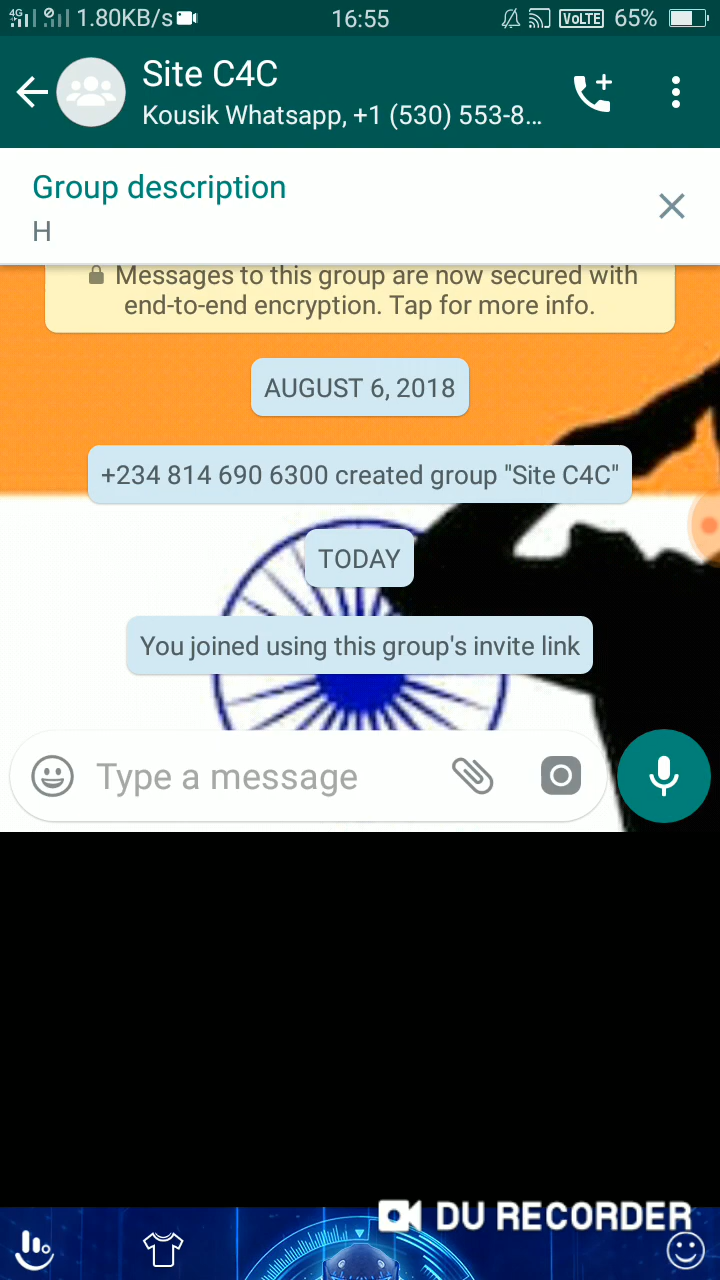 4G 1.80KB/s 16:55 VoLTE 65%
Site C4C
Kousik Whatsapp, +1 (530) 553-8...
Group description
H
Messages to this group are now secured with
end-to-end encryption. Tap for more info.
AUGUST 6, 2018
+234 814 690 6300 created group "Site C4C"
TODAY
You joined using this group's invite link
Type a message
DU RECORDER